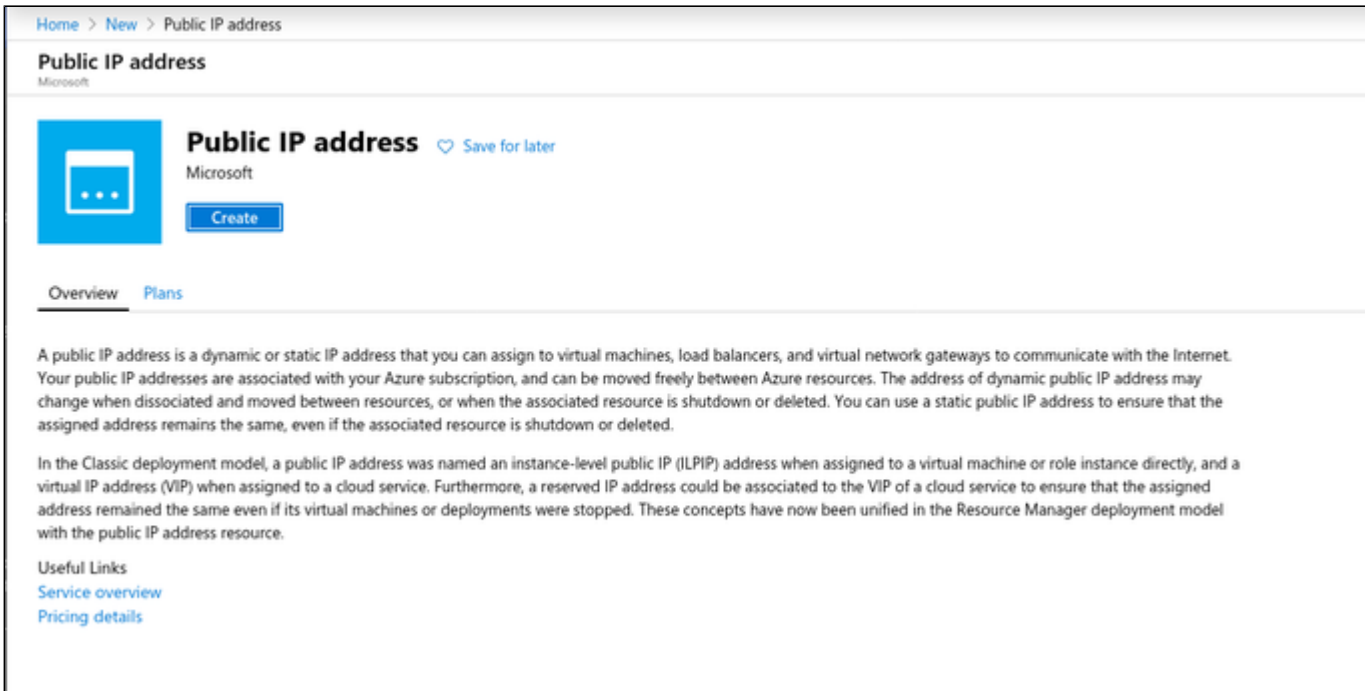 Home > New > Public IP address
Public IP address
Microsoft
Public IP address ♡ Save for later
Microsoft
Create
Overview Plans
A public IP address is a dynamic or static IP address that you can assign to virtual machines, load balancers, and virtual network gateways to communicate with the Internet.
Your public IP addresses are associated with your Azure subscription, and can be moved freely between Azure resources. The address of dynamic public IP address may
change when dissociated and moved between resources, or when the associated resource is shutdown or deleted. You can use a static public IP address to ensure that the
assigned address remains the same, even if the associated resource is shutdown or deleted.
In the Classic deployment model, a public IP address was named an instance-level public IP (ILPIP) address when assigned to a virtual machine or role instance directly, and a
virtual IP address (VIP) when assigned to a cloud service. Furthermore, a reserved IP address could be associated to the VIP of a cloud service to ensure that the assigned
address remained the same even if its virtual machines or deployments were stopped. These concepts have now been unified in the Resource Manager deployment model
with the public IP address resource.
Useful Links
Service overview
Pricing details